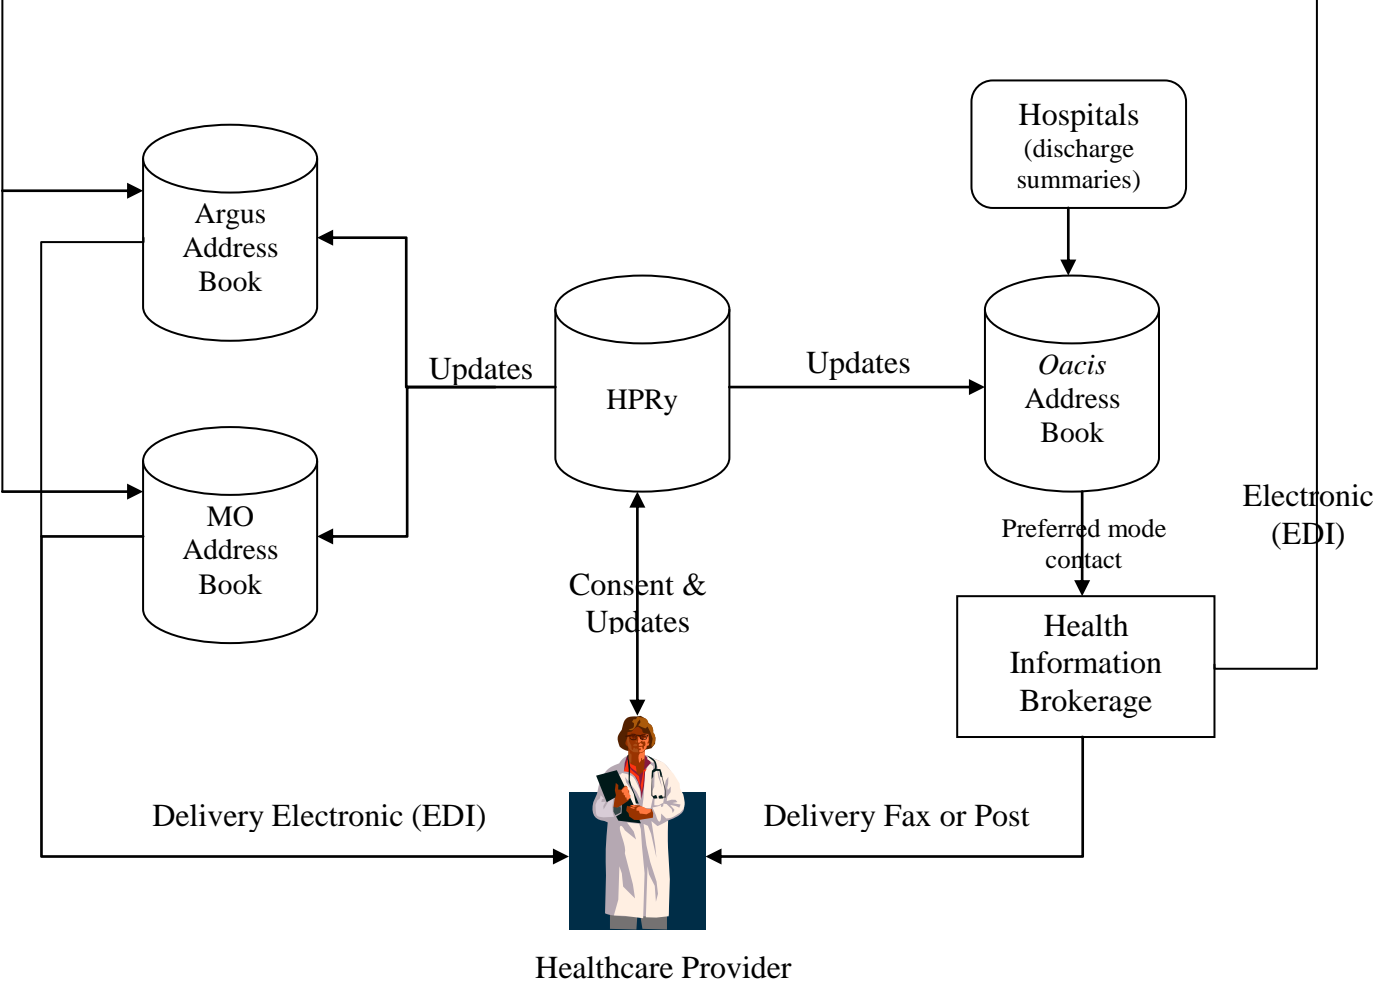 Hospitals
(discharge
summaries)
Argus
Address
Book
Updates
HPRy
Updates
Oacis
Address
Book
MO
Address
Book
Electronic
(EDI)
Preferred mode
contact
Consent &
Updates
Health
Information
Brokerage
Delivery Electronic (EDI)
Delivery Fax or Post
Healthcare Provider